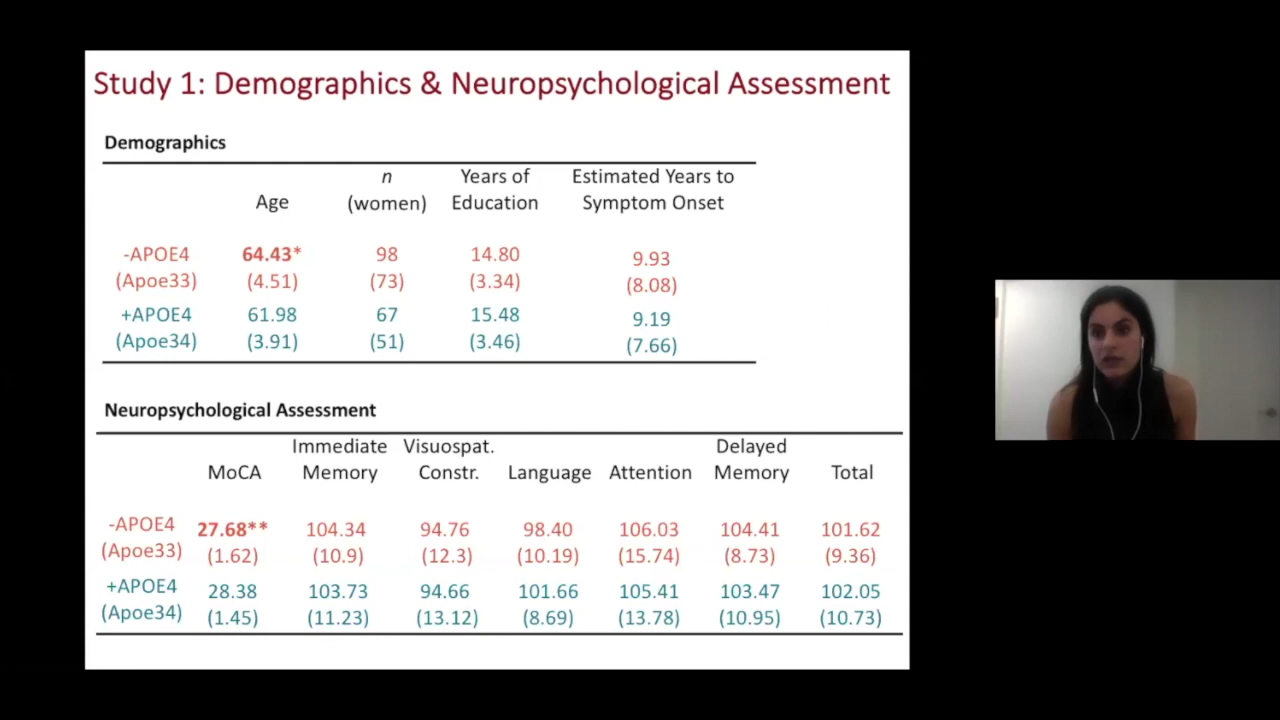 Study 1: Demographics & Neuropsychological Assessment
Demographics
Age n (women) Years of Education Estimated Years to Symptom Onset
-APOE4 64.43* 98 14.80 9.93
(Apoe33) (4.51) (73) (3.34) (8.08)
+APOE4 61.98 67 15.48 9.19
(Apoe34) (3.91) (51) (3.46) (7.66)
Neuropsychological Assessment
MoCA Immediate Memory Visuospat. Constr. Language Attention Delayed Memory Total
-APOE4 27.68** 104.34 94.76 98.40 106.03 104.41 101.62
(Apoe33) (1.62) (10.9) (12.3) (10.19) (15.74) (8.73) (9.36)
+APOE4 28.38 103.73 94.66 101.66 105.41 103.47 102.05
(Apoe34) (1.45) (11.23) (13.12) (8.69) (13.78) (10.95) (10.73)